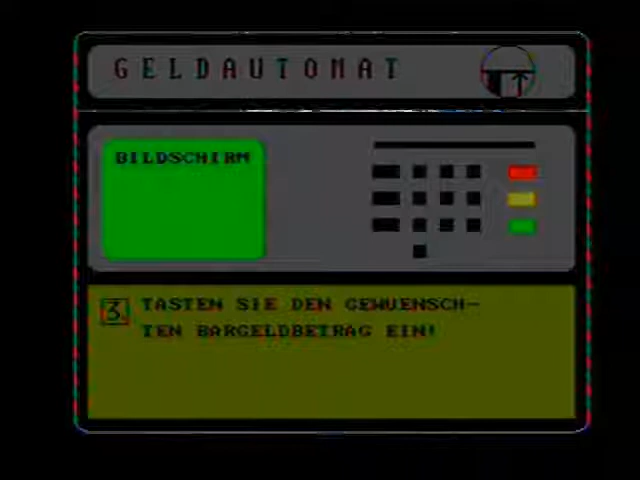 GELDAUTOMAT
BILDSCHIRM
3. TASTEN SIE DEN GEWUENSCH-
TEN BARGELDBETRAG EIN!